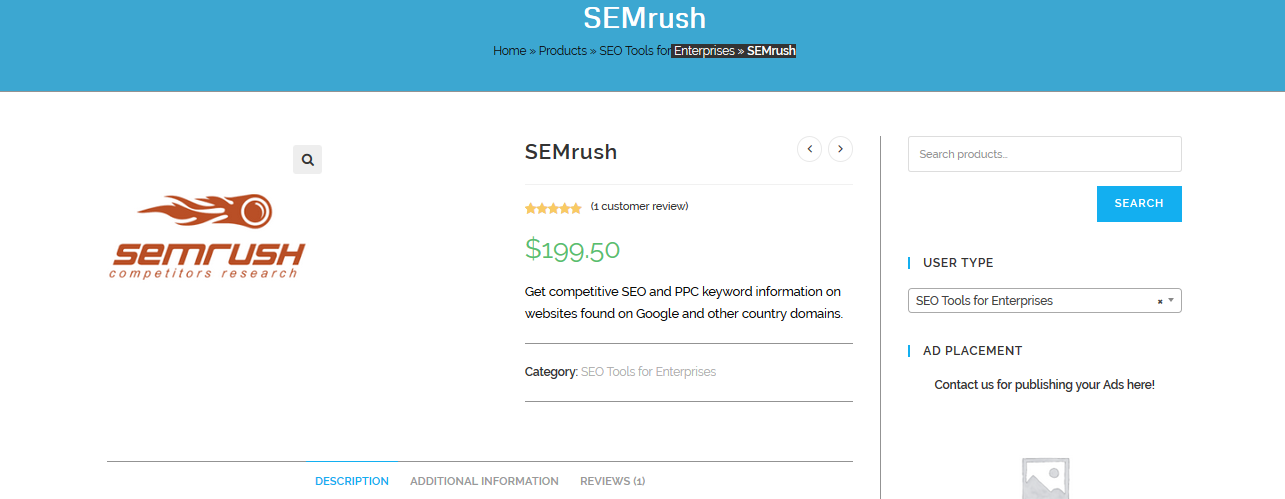 SEMrush
Home » Products » SEO Tools for Enterprises » SEMrush
semrush
competitors research
SEMrush
(1 customer review)
$199.50
Get competitive SEO and PPC keyword information on
websites found on Google and other country domains.
Category: SEO Tools for Enterprises
DESCRIPTION ADDITIONAL INFORMATION REVIEWS (1)
Search products...
SEARCH
USER TYPE
SEO Tools for Enterprises
AD PLACEMENT
Contact us for publishing your Ads here!